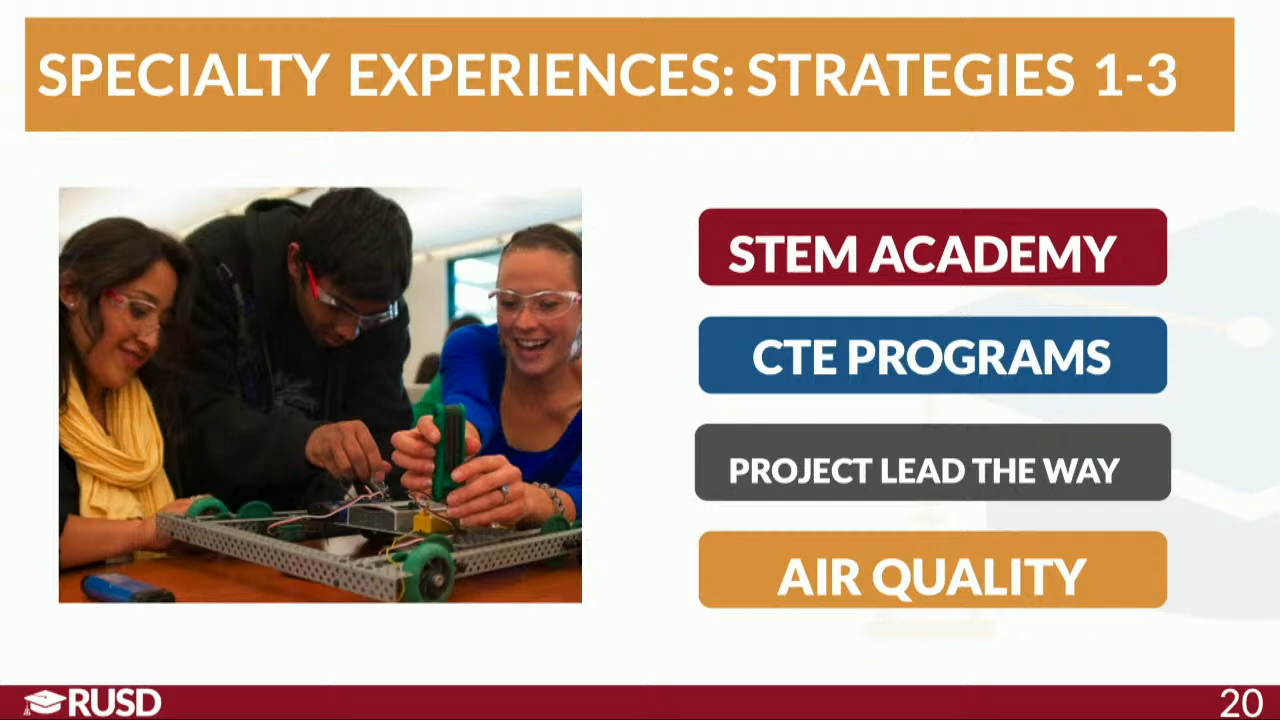 SPECIALTY EXPERIENCES: STRATEGIES 1-3
STEM ACADEMY
CTE PROGRAMS
PROJECT LEAD THE WAY
AIR QUALITY
RUSD
20